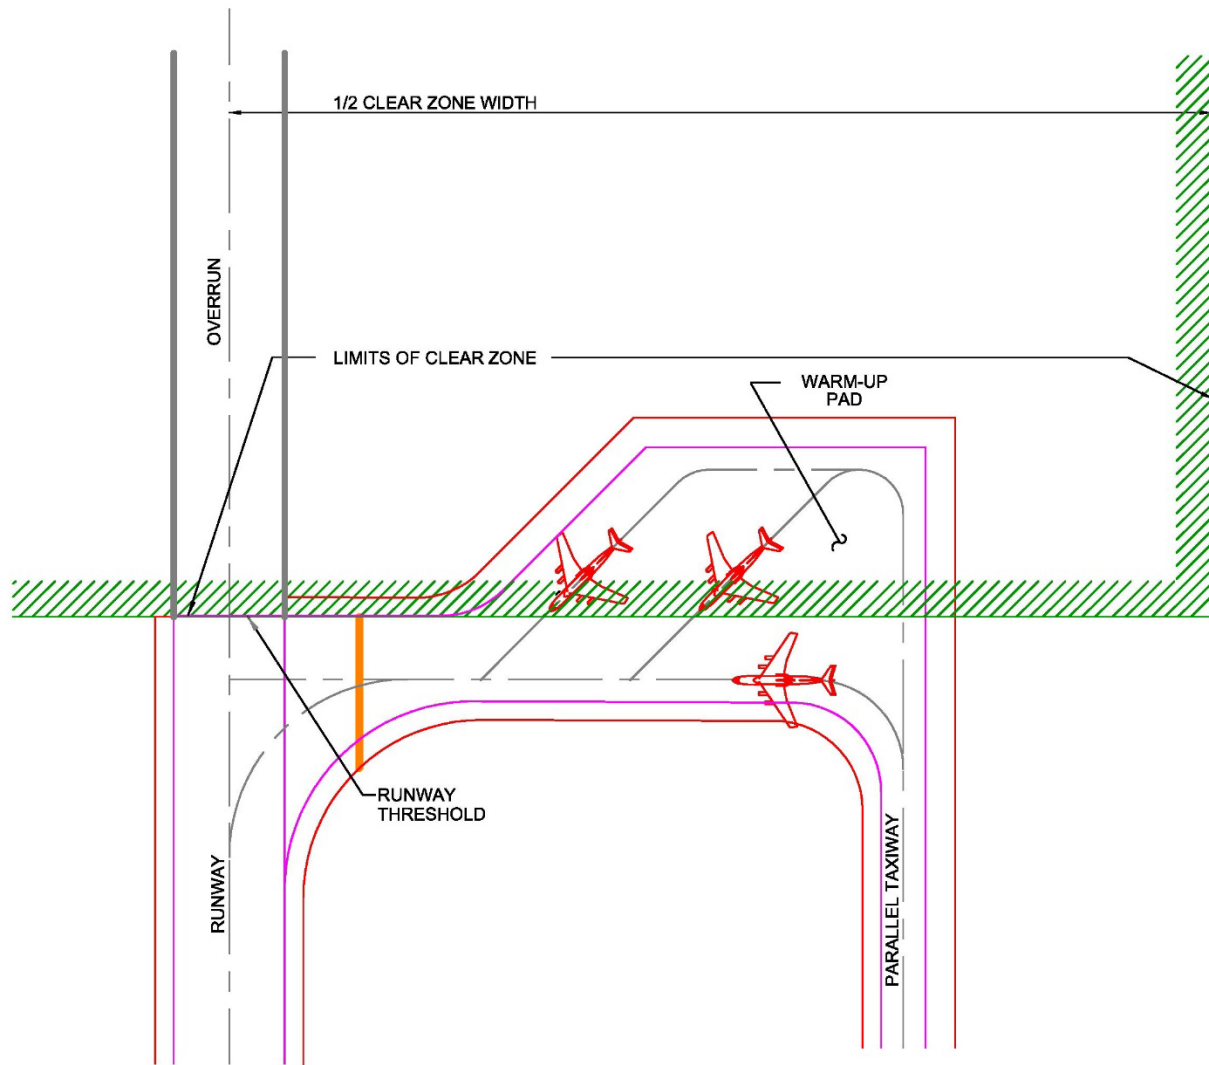 1/2 CLEAR ZONE WIDTH
OVERRUN
LIMITS OF CLEAR ZONE
WARM-UP
PAD
RUNWAY
THRESHOLD
RUNWAY
PARALLEL TAXIWAY